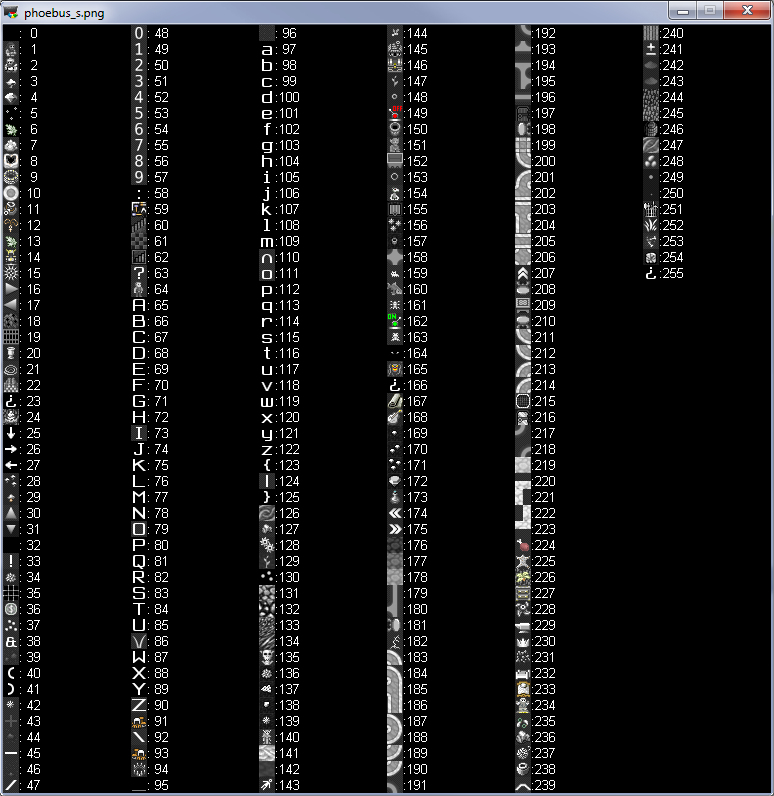 phoebus_s.png
: 0 0: 48 : 96 :144 :192 :240
: 1 1: 49 a: 97 :145 :193 ±:241
: 2 2: 50 b: 98 :146 :194 :242
: 3 3: 51 c: 99 :147 :195 :243
: 4 4: 52 d:100 :148 :196 :244
: 5 5: 53 e:101 ON:149 :197 :245
: 6 6: 54 f:102 :150 :198 :246
: 7 7: 55 g:103 :151 :199 :247
: 8 8: 56 h:104 :152 :200 :248
: 9 9: 57 i:105 :153 :201 :249
: 10 :: 58 j:106 :154 :202 :250
: 11 : 59 k:107 :155 :203 :251
: 12 : 60 l:108 :156 :204 :252
: 13 : 61 m:109 :157 :205 :253
: 14 : 62 n:110 :158 :206 :254
: 15 ?: 63 o:111 :159 :207 ¿:255
: 16 : 64 p:112 :160 :208
: 17 A: 65 q:113 :161 :209
: 18 B: 66 r:114 ON:162 :210
: 19 C: 67 s:115 :163 :211
: 20 D: 68 t:116 :164 :212
: 21 E: 69 u:117 :165 :213
: 22 F: 70 v:118 ¿:166 :214
¿: 23 G: 71 w:119 :167 :215
: 24 H: 72 x:120 :168 :216
↓: 25 I: 73 y:121 :169 :217
→: 26 J: 74 z:122 :170 :218
←: 27 K: 75 {:123 :171 :219
: 28 L: 76 |:124 :172 :220
: 29 M: 77 }:125 :173 :221
: 30 N: 78 :126 «:174 :222
: 31 O: 79 :127 »:175 :223
: 32 P: 80 :128 :176 :224
!: 33 Q: 81 :129 :177 :225
: 34 R: 82 :130 :178 :226
: 35 S: 83 :131 :179 :227
$: 36 T: 84 :132 :180 :228
: 37 U: 85 :133 :181 :229
&: 38 V: 86 :134 :182 :230
: 39 W: 87 :135 :183 :231
(: 40 X: 88 :136 :184 :232
): 41 Y: 89 :137 :185 :233
: 42 Z: 90 :138 :186 :234
: 43 : 91 :139 :187 :235
: 44 \: 92 :140 :188 :236
-: 45 : 93 :141 :189 :237
: 46 : 94 :142 :190 :238
/: 47 _: 95 :143 :191 :239